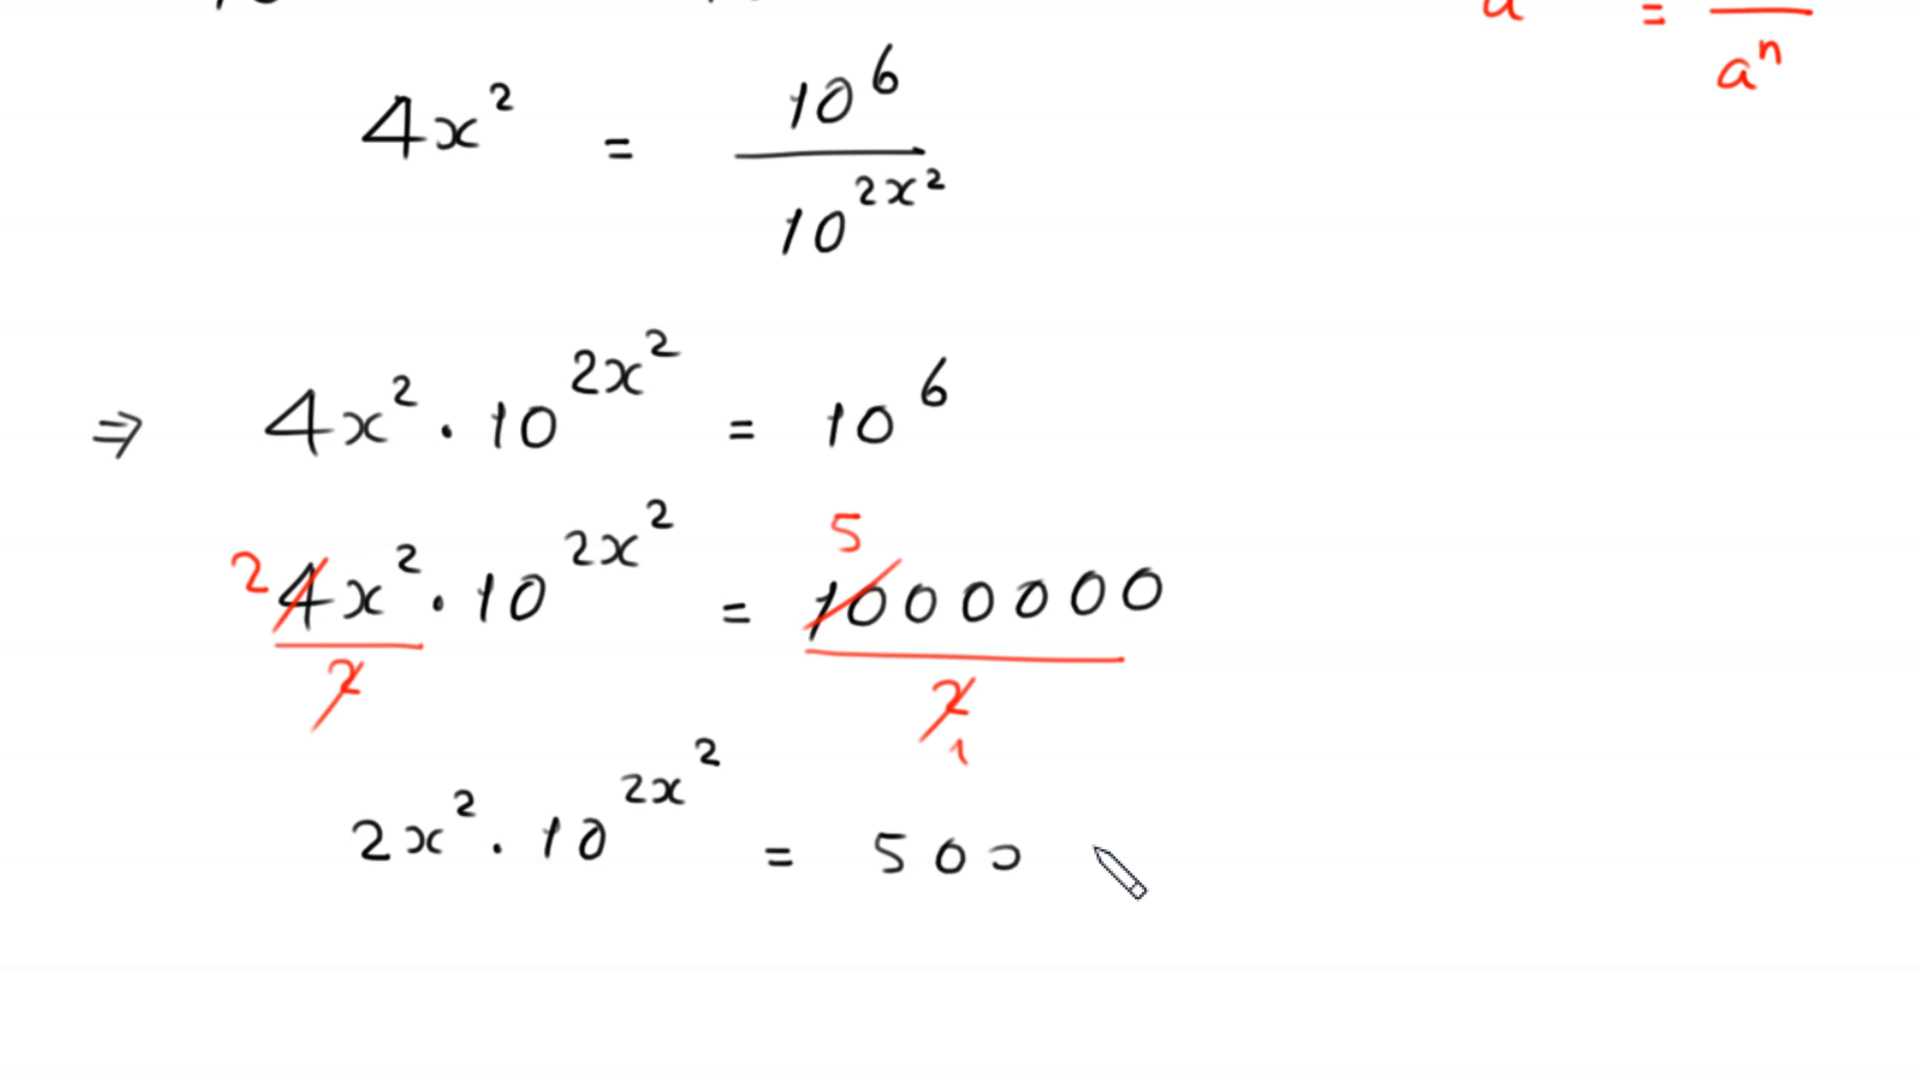 a = ― / aⁿ
4x² = 10⁶ / 10^(2x²)
⇒ 4x² · 10^(2x²) = 10⁶
2 5
4x² · 10^(2x²) = 1000000
2 2
1
2x² · 10^(2x²) = 500